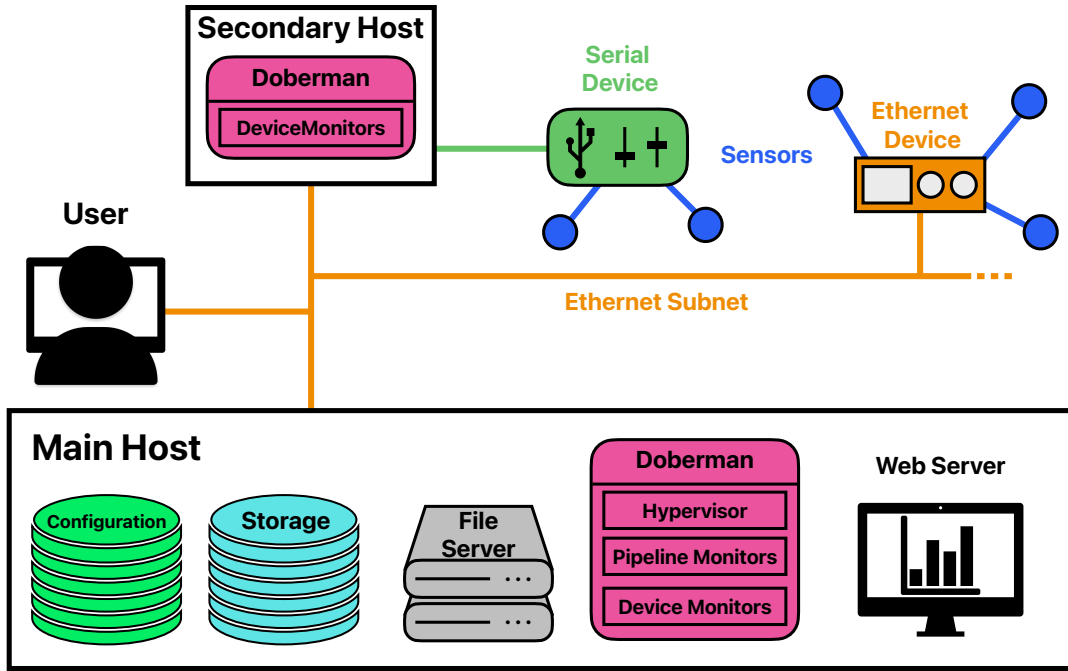 Secondary Host
Doberman
DeviceMonitors
Serial
Device
Sensors
Ethernet
Device
User
Ethernet Subnet
Main Host
Configuration
Storage
File
Server
Doberman
Hypervisor
Pipeline Monitors
Device Monitors
Web Server